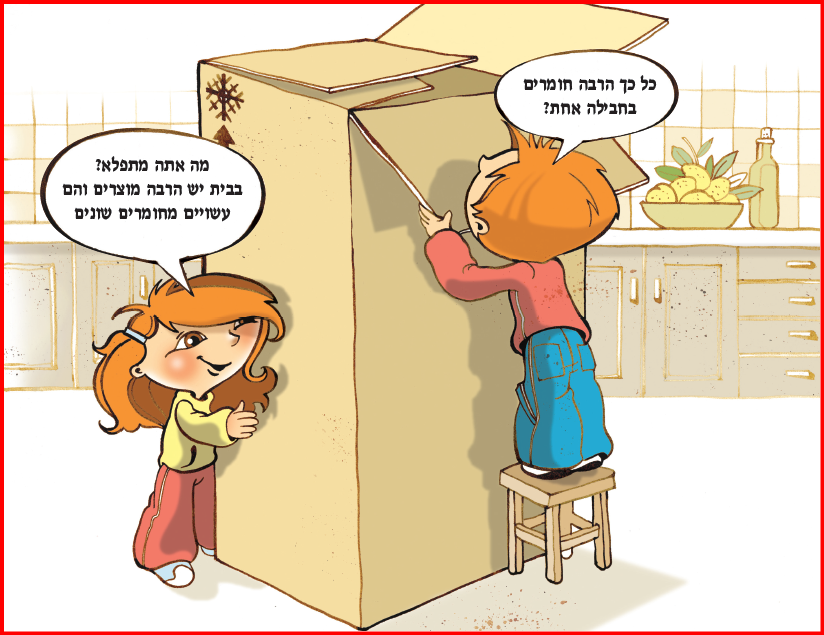 כל כך הרבה חומרים
בחבילה אחת?
מה אתה מתפלא?
בבית יש הרבה מוצרים והם
עשויים מחומרים שונים